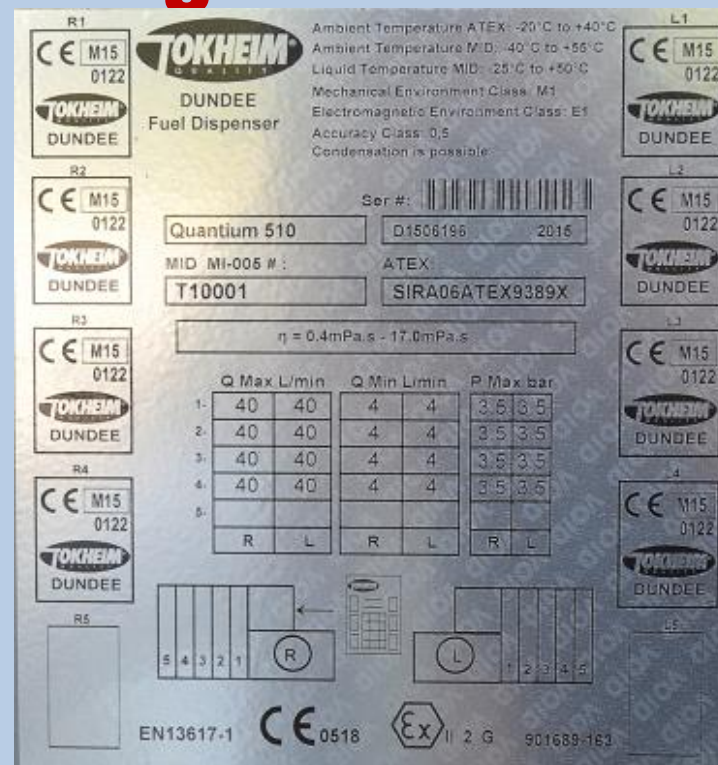 R1
CE M15
0122
TOKHEIM
DUNDEE
R2
CE M15
0122
TOKHEIM
DUNDEE
R3
CE M15
0122
TOKHEIM
DUNDEE
R4
CE M15
0122
TOKHEIM
DUNDEE
R5
TOKHEIM
QUALITY
DUNDEE
Fuel Dispenser
Ambient Temperature ATEX: -20°C to +40°C
Ambient Temperature MID: -40°C to +55°C
Liquid Temperature MID: -25°C to +50°C
Mechanical Environment Class: M1
Electromagnetic Environment Class: E1
Accuracy Class: 0,5
Condensation is possible
Ser #:
Quantium 510
D1506196 2015
MID MI-005 # :
ATEX:
T10001
SIRA06ATEX9389X
η = 0.4mPa.s - 17.0mPa.s
Q Max L/min Q Min L/min P Max bar
1- 40 40 4 4 3.5 3.5
2- 40 40 4 4 3.5 3.5
3- 40 40 4 4 3.5 3.5
4- 40 40 4 4 3.5 3.5
5-
R L R L R L
5 4 3 2 1 R
L 1 2 3 4 5
EN13617-1 CE 0518 Ex II 2 G 901689-163
L1
CE M15
0122
TOKHEIM
DUNDEE
L2
CE M15
0122
TOKHEIM
DUNDEE
L3
CE M15
0122
TOKHEIM
DUNDEE
L4
CE M15
0122
TOKHEIM
DUNDEE
L5